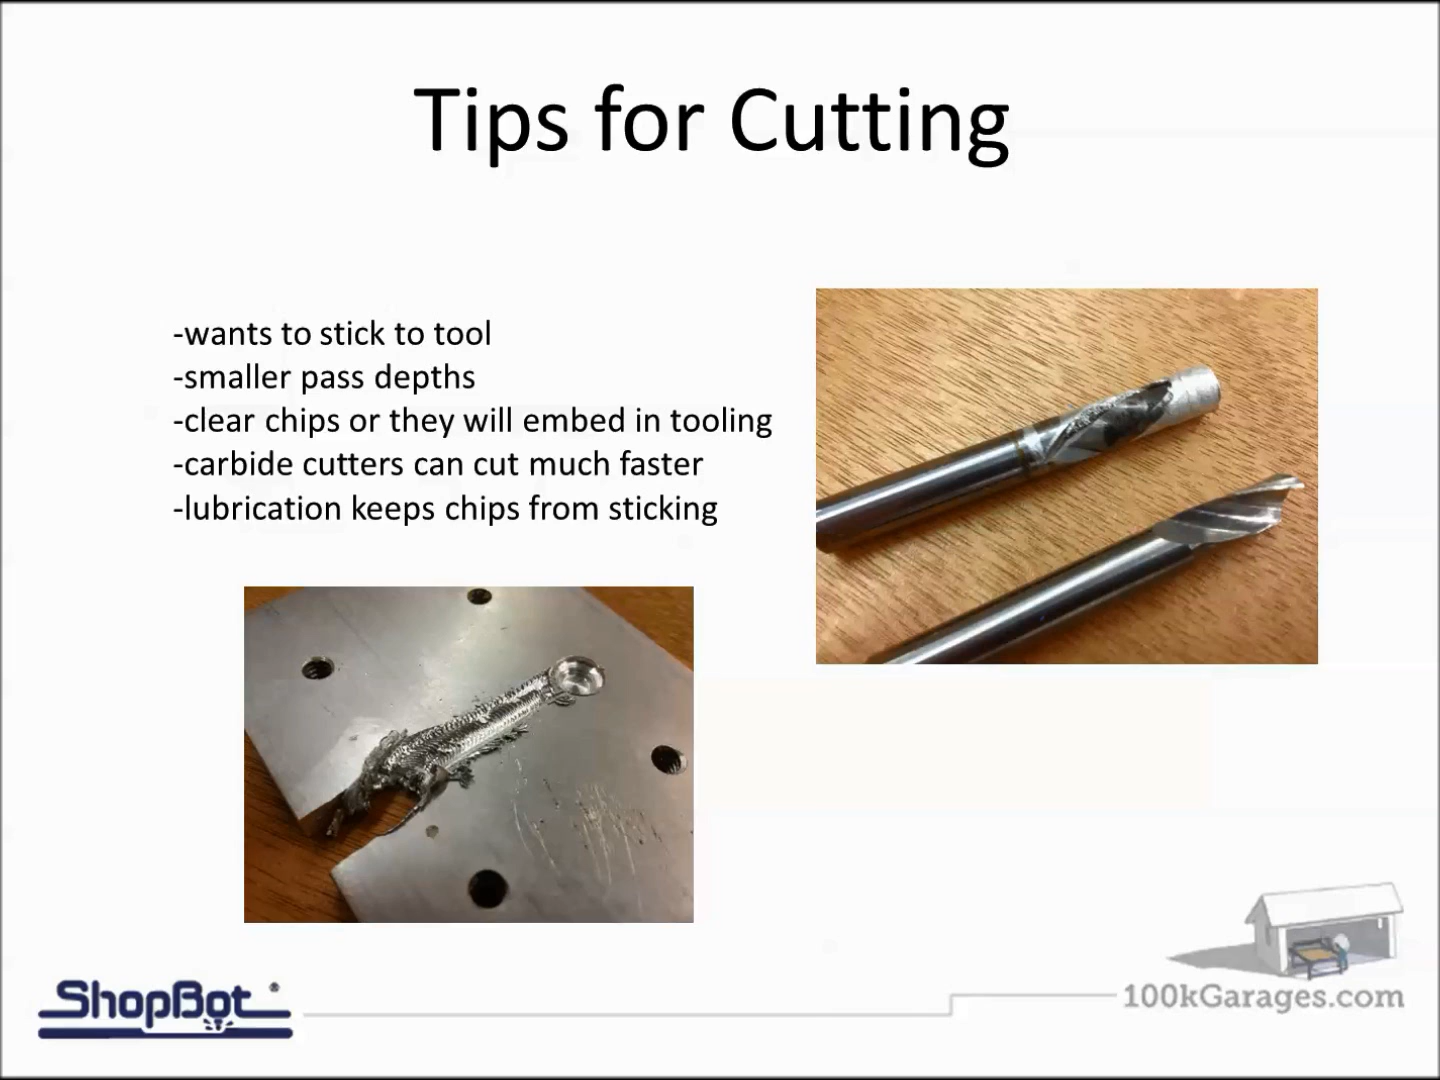 Tips for Cutting
-wants to stick to tool
-smaller pass depths
-clear chips or they will embed in tooling
-carbide cutters can cut much faster
-lubrication keeps chips from sticking
ShopBot
100kGarages.com